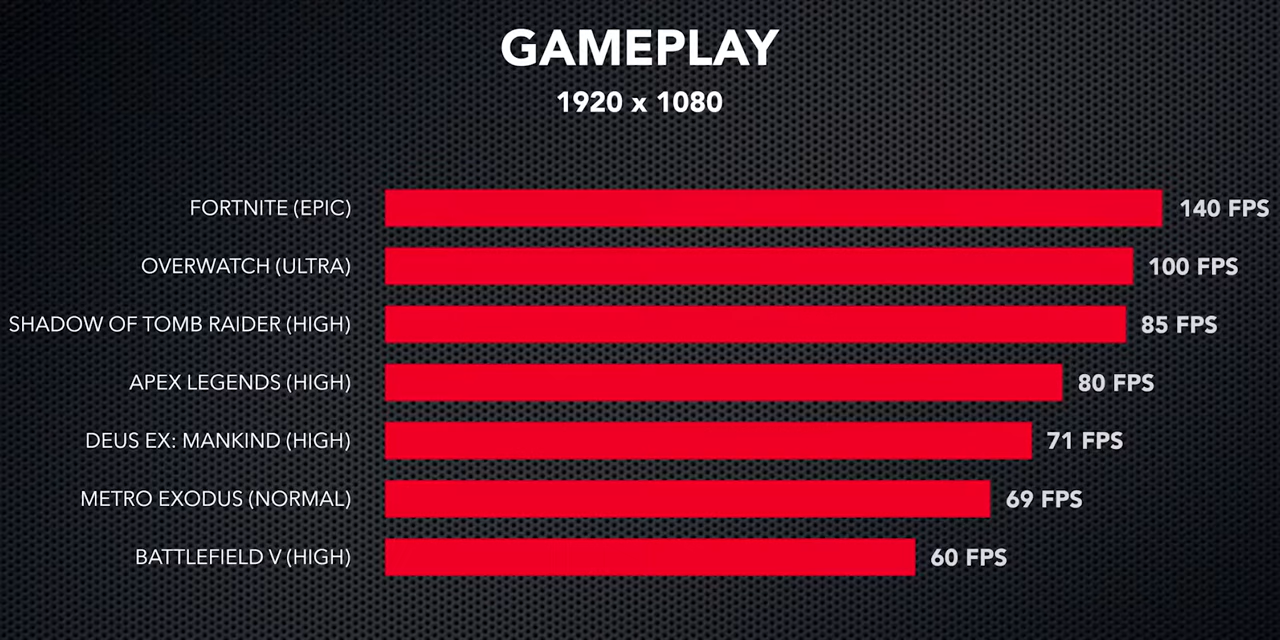 GAMEPLAY
1920 x 1080
FORTNITE (EPIC) 140 FPS
OVERWATCH (ULTRA) 100 FPS
SHADOW OF TOMB RAIDER (HIGH) 85 FPS
APEX LEGENDS (HIGH) 80 FPS
DEUS EX: MANKIND (HIGH) 71 FPS
METRO EXODUS (NORMAL) 69 FPS
BATTLEFIELD V (HIGH) 60 FPS